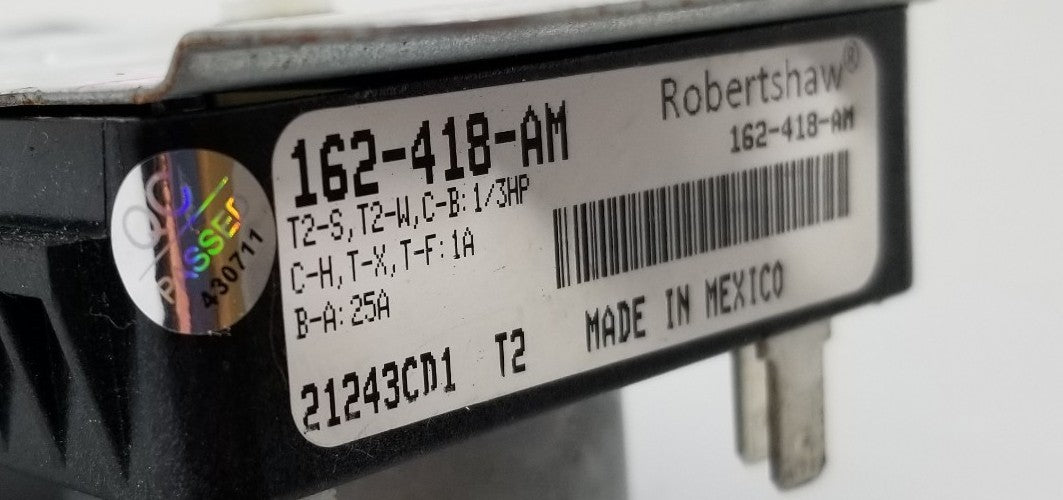 QC
PASSED
430711
162-418-AM
T2-S,T2-W,C-B:1/3HP
C-H,T-X,T-F:1A
B-A:25A
21243CD1 T2
Robertshaw®
162-418-AM
MADE IN MEXICO